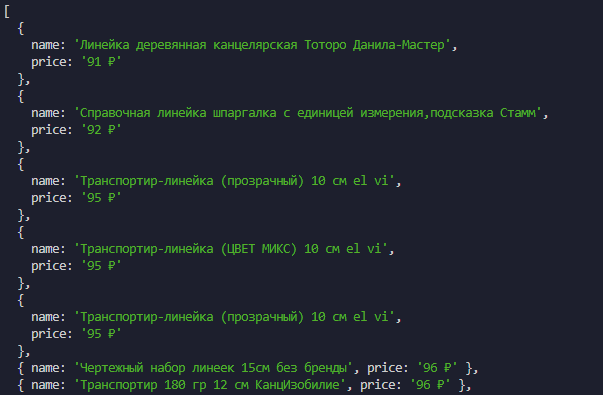 [
{
name: 'Линейка деревянная канцелярская Тоторо Данила-Мастер',
price: '91 ₽'
},
{
name: 'Справочная линейка шпаргалка с единицей измерения,подсказка Стамм',
price: '92 ₽'
},
{
name: 'Транспортир-линейка (прозрачный) 10 см el vi',
price: '95 ₽'
},
{
name: 'Транспортир-линейка (ЦВЕТ МИКС) 10 см el vi',
price: '95 ₽'
},
{
name: 'Транспортир-линейка (прозрачный) 10 см el vi',
price: '95 ₽'
},
{ name: 'Чертежный набор линеек 15см без бренды', price: '96 ₽' },
{ name: 'Транспортир 180 гр 12 см КанцИзобилие', price: '96 ₽' },